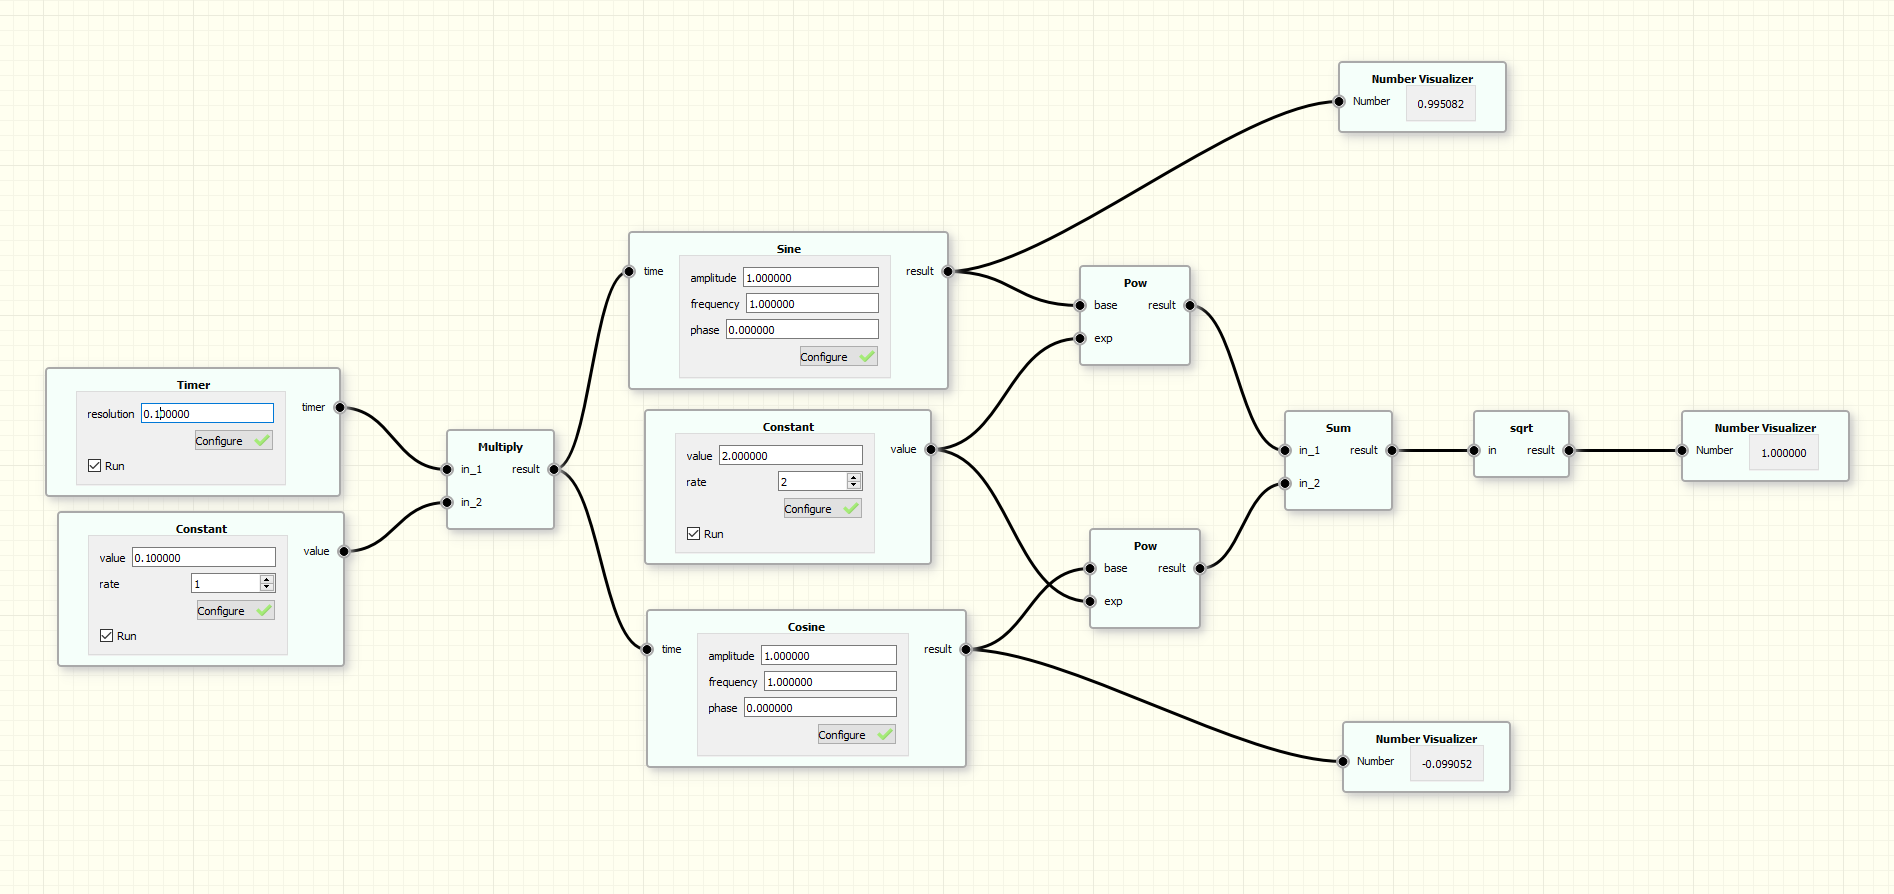 Number Visualizer
Number 0.995082
Sine
time amplitude 1.000000 result
frequency 1.000000
phase 0.000000
Configure
Pow
base result
exp
Timer
resolution 0.100000 timer
Configure
Run
Multiply
in_1 result
in_2
Constant
value 2.000000 value
rate 2
Configure
Run
Sum
in_1 result
in_2
sqrt
in result
Number Visualizer
Number 1.000000
Constant
value 0.100000 value
rate 1
Configure
Run
Pow
base result
exp
Cosine
time amplitude 1.000000 result
frequency 1.000000
phase 0.000000
Configure
Number Visualizer
Number -0.099052